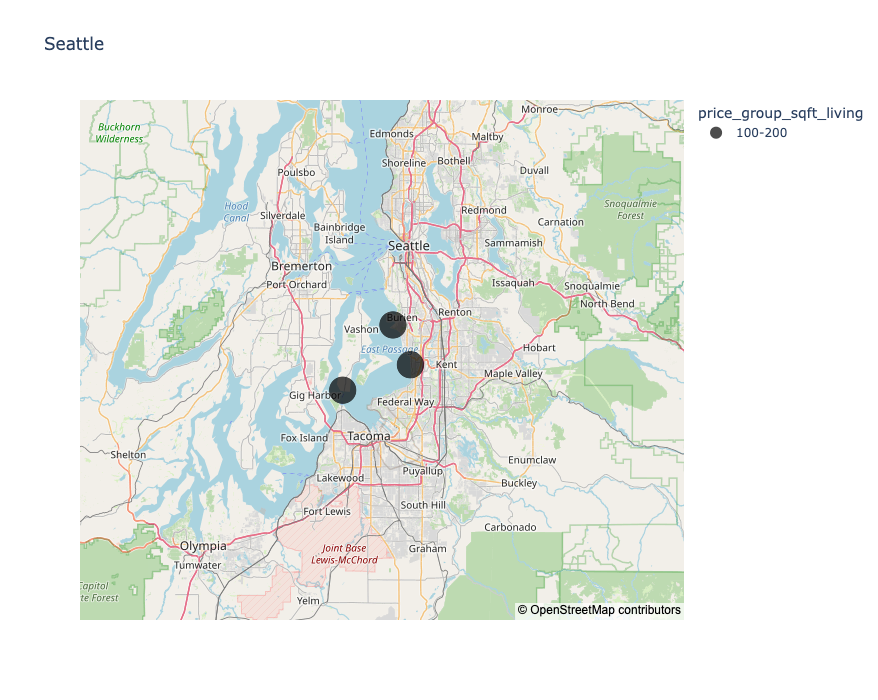 Seattle
price_group_sqft_living
100-200
Monroe
Buckhorn
Wilderness
Edmonds
Maltby
Shoreline
Bothell
Poulsbo
Duvall
Hood
Canal
Silverdale
Redmond
Snoqualmie
Forest
Bainbridge
Island
Carnation
Seattle
Sammamish
Bremerton
Port Orchard
Issaquah
Snoqualmie
North Bend
Burien
Renton
Vashon
East Passage
Hobart
Kent
Maple Valley
Gig Harbor
Federal Way
Fox Island
Tacoma
Shelton
Enumclaw
Puyallup
Lakewood
Buckley
Fort Lewis
South Hill
Carbonado
Olympia
Joint Base
Lewis-McChord
Graham
Tumwater
Capitol
te Forest
Yelm
© OpenStreetMap contributors